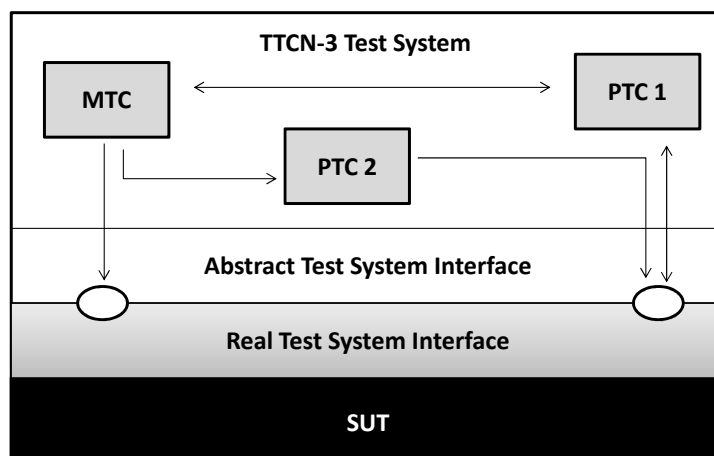 TTCN-3 Test System
MTC
PTC 1
PTC 2
Abstract Test System Interface
Real Test System Interface
SUT